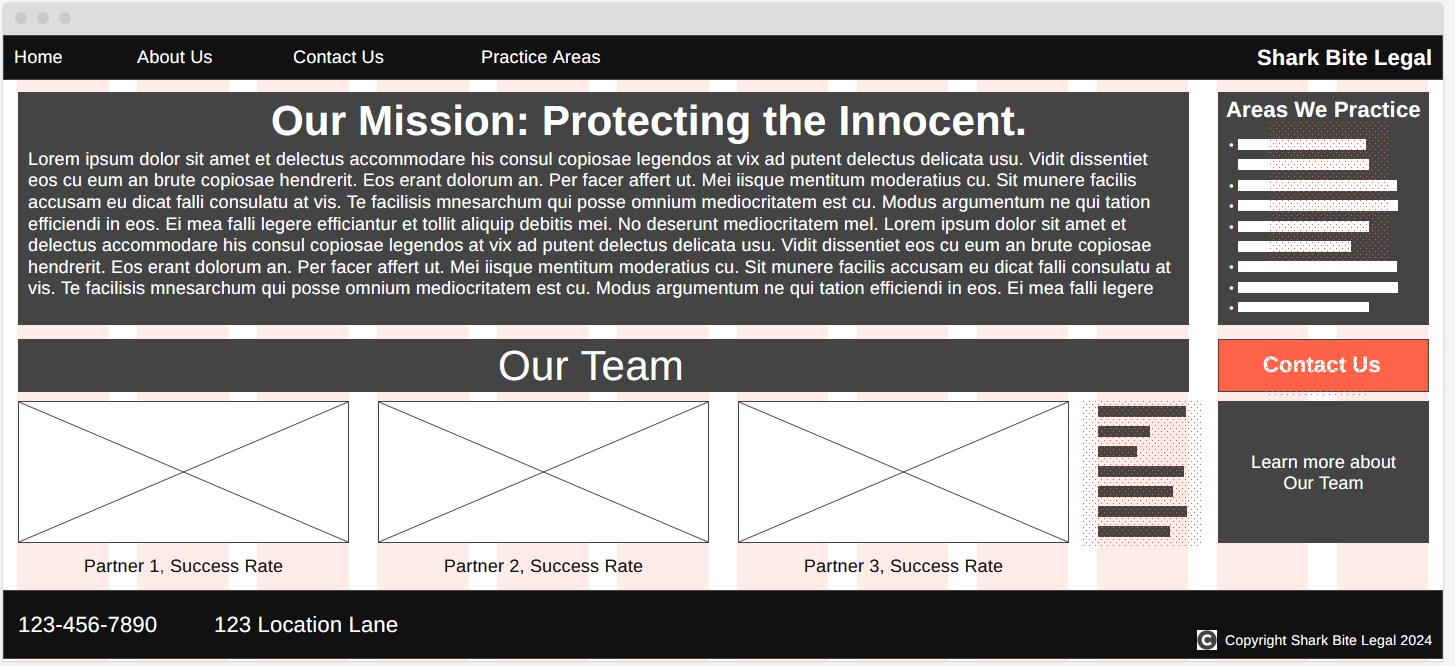 Home About Us Contact Us Practice Areas Shark Bite Legal
Our Mission: Protecting the Innocent.
Lorem ipsum dolor sit amet et delectus accommodare his consul copiosae legendos at vix ad putent delectus delicata usu. Vidit dissentiet
eos cu eum an brute copiosae hendrerit. Eos erant dolorum an. Per facer affert ut. Mei iisque mentitum moderatius cu. Sit munere facilis
accusam eu dicat falli consulatu at vis. Te facilisis mnesarchum qui posse omnium mediocritatem est cu. Modus argumentum ne qui tation
efficiendi in eos. Ei mea falli legere efficiantur et tollit aliquip debitis mei. No deserunt mediocritatem mel. Lorem ipsum dolor sit amet et
delectus accommodare his consul copiosae legendos at vix ad putent delectus delicata usu. Vidit dissentiet eos cu eum an brute copiosae
hendrerit. Eos erant dolorum an. Per facer affert ut. Mei iisque mentitum moderatius cu. Sit munere facilis accusam eu dicat falli consulatu at
vis. Te facilisis mnesarchum qui posse omnium mediocritatem est cu. Modus argumentum ne qui tation efficiendi in eos. Ei mea falli legere
Areas We Practice
Our Team
Contact Us
Learn more about
Our Team
Partner 1, Success Rate
Partner 2, Success Rate
Partner 3, Success Rate
123-456-7890 123 Location Lane
© Copyright Shark Bite Legal 2024